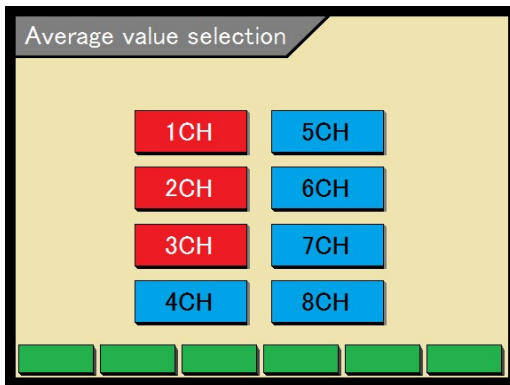 Average value selection
1CH
5CH
2CH
6CH
3CH
7CH
4CH
8CH